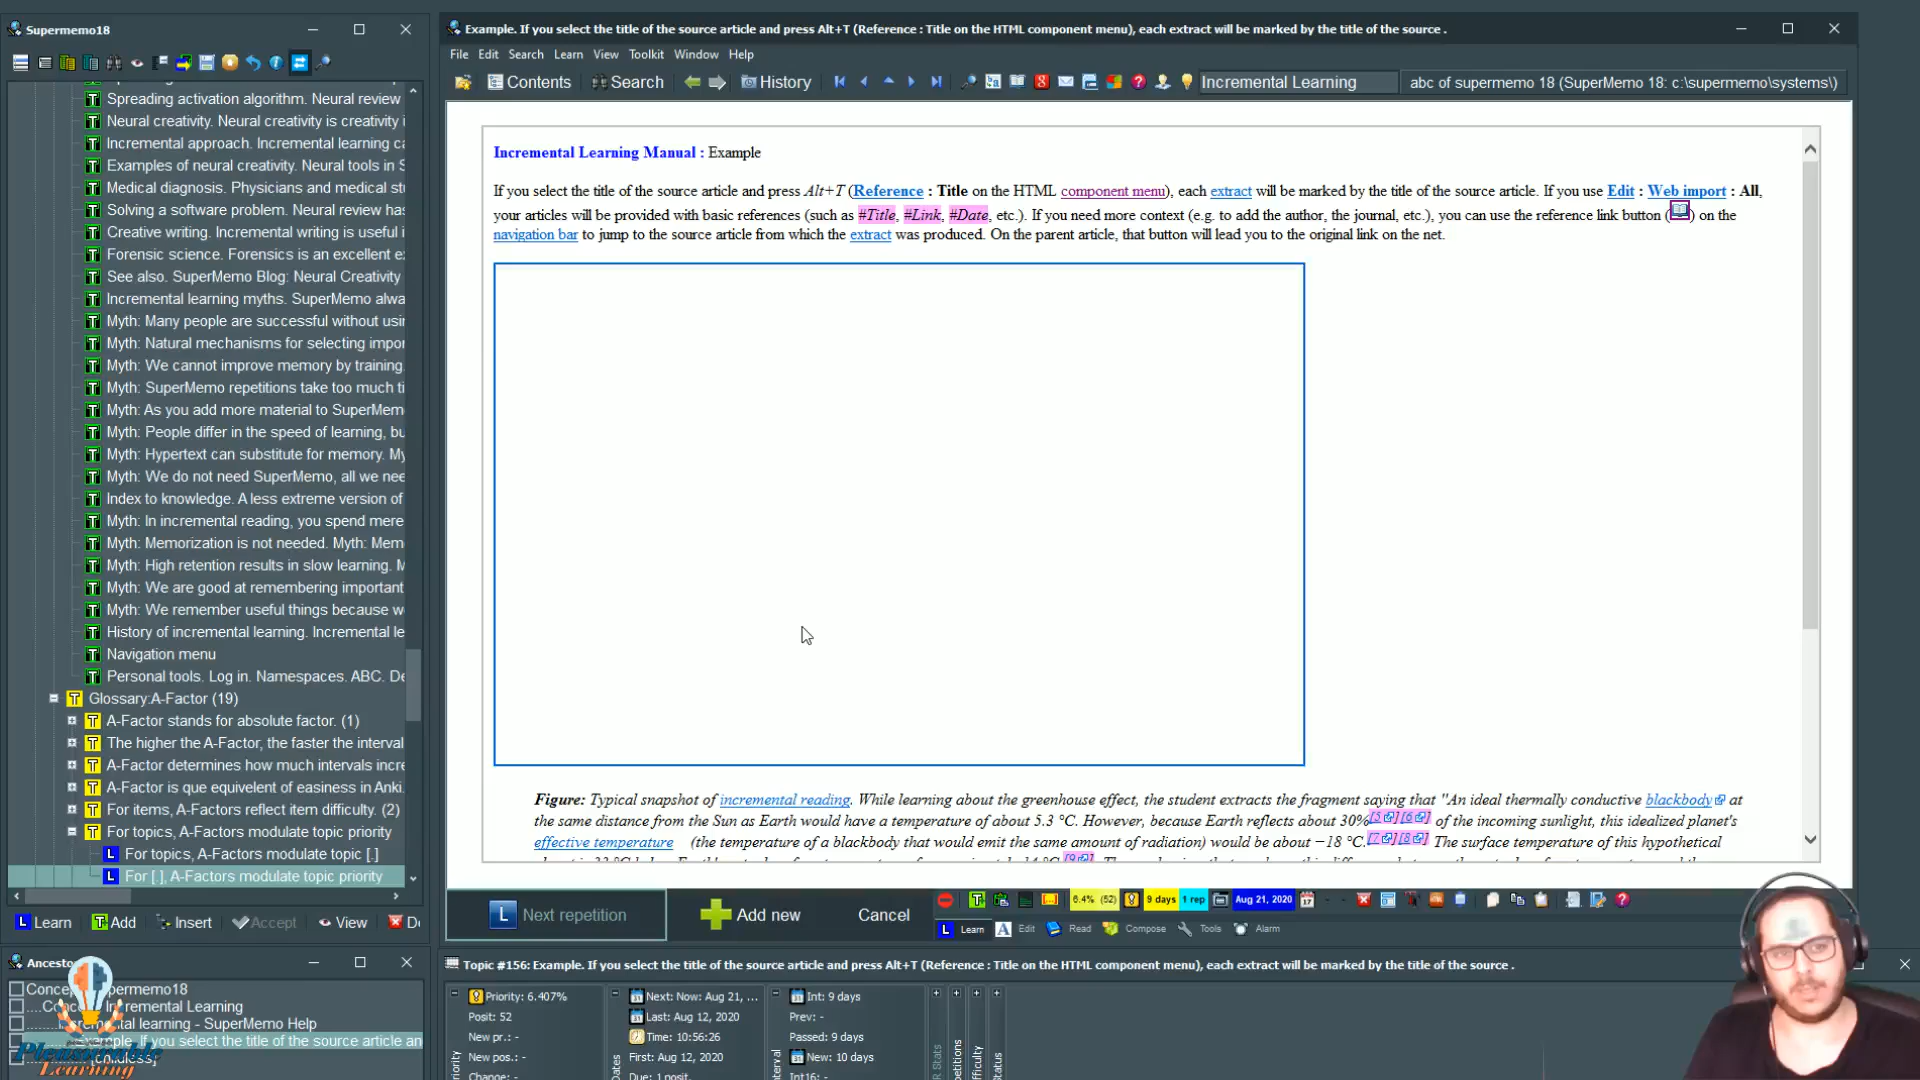 Supermemo18
Spreading activation algorithm. Neural review
Neural creativity. Neural creativity is creativity i
Incremental approach. Incremental learning ca
Examples of neural creativity. Neural tools in S
Medical diagnosis. Physicians and medical stu
Solving a software problem. Neural review has
Creative writing. Incremental writing is useful i
Forensic science. Forensics is an excellent e
See also. SuperMemo Blog: Neural Creativity
Incremental learning myths. SuperMemo alwa
Myth: Many people are successful without usin
Myth: Natural mechanisms for selecting impor
Myth: We cannot improve memory by training.
Myth: SuperMemo repetitions take too much ti
Myth: As you add more material to SuperMem
Myth: People differ in the speed of learning, bu
Myth: Hypertext can substitute for memory. My
Myth: We do not need SuperMemo, all we nee
Index to knowledge. A less extreme version of
Myth: In incremental reading, you spend mere
Myth: Memorization is not needed. Myth: Mem
Myth: High retention results in slow learning. M
Myth: We are good at remembering important
Myth: We remember useful things because w
History of incremental learning. Incremental le
Navigation menu
Personal tools. Log in. Namespaces. ABC. De
Glossary:A-Factor (19)
A-Factor stands for absolute factor. (1)
The higher the A-Factor, the faster the interval
A-Factor determines how much intervals incre
A-Factor is que equivelent of easiness in Anki.
For items, A-Factors reflect item difficulty. (2)
For topics, A-Factors modulate topic priority
For topics, A-Factors modulate topic [.]
For [.], A-Factors modulate topic priority
Learn Add Insert Accept View D
Example. If you select the title of the source article and press Alt+T (Reference : Title on the HTML component menu), each extract will be marked by the title of the source .
File Edit Search Learn View Toolkit Window Help
Contents Search History Incremental Learning abc of supermemo 18 (SuperMemo 18: c:\supermemo\systems\)
Incremental Learning Manual : Example
If you select the title of the source article and press Alt+T (Reference : Title on the HTML component menu), each extract will be marked by the title of the source article. If you use Edit : Web import : All,
your articles will be provided with basic references (such as #Title, #Link, #Date, etc.). If you need more context (e.g. to add the author, the journal, etc.), you can use the reference link button ( ) on the
navigation bar to jump to the source article from which the extract was produced. On the parent article, that button will lead you to the original link on the net.
Figure: Typical snapshot of incremental reading. While learning about the greenhouse effect, the student extracts the fragment saying that "An ideal thermally conductive blackbody at
the same distance from the Sun as Earth would have a temperature of about 5.3 °C. However, because Earth reflects about 30%[5][6] of the incoming sunlight, this idealized planet's
effective temperature (the temperature of a blackbody that would emit the same amount of radiation) would be about −18 °C.[7][8] The surface temperature of this hypothetical
Next repetition Add new Cancel
6.4% (52) 9 days 1 rep Aug 21, 2020
Learn Edit Read Compose Tools Alarm
Ancest
Conce permemo18
Co Incremental Learning
Incre tal learning - SuperMemo Help
Example. If you select the title of the source article an
childless]
Pleasurable
Learning
Topic #156: Example. If you select the title of the source article and press Alt+T (Reference : Title on the HTML component menu), each extract will be marked by the title of the source .
Priority: 6.407%
Posit: 52
New pr.: -
New pos.: -
Change: -
Next: Now: Aug 21, ...
Last: Aug 12, 2020
Time: 10:56:26
First: Aug 12, 2020
Due: 1 posit.
Int: 9 days
Prev: -
Passed: 9 days
New: 10 days
Int16: -